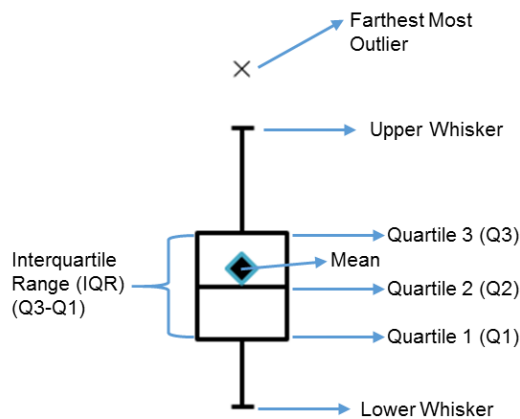 Farthest Most
Outlier
Upper Whisker
Quartile 3 (Q3)
Mean
Interquartile
Range (IQR)
(Q3-Q1)
Quartile 2 (Q2)
Quartile 1 (Q1)
Lower Whisker